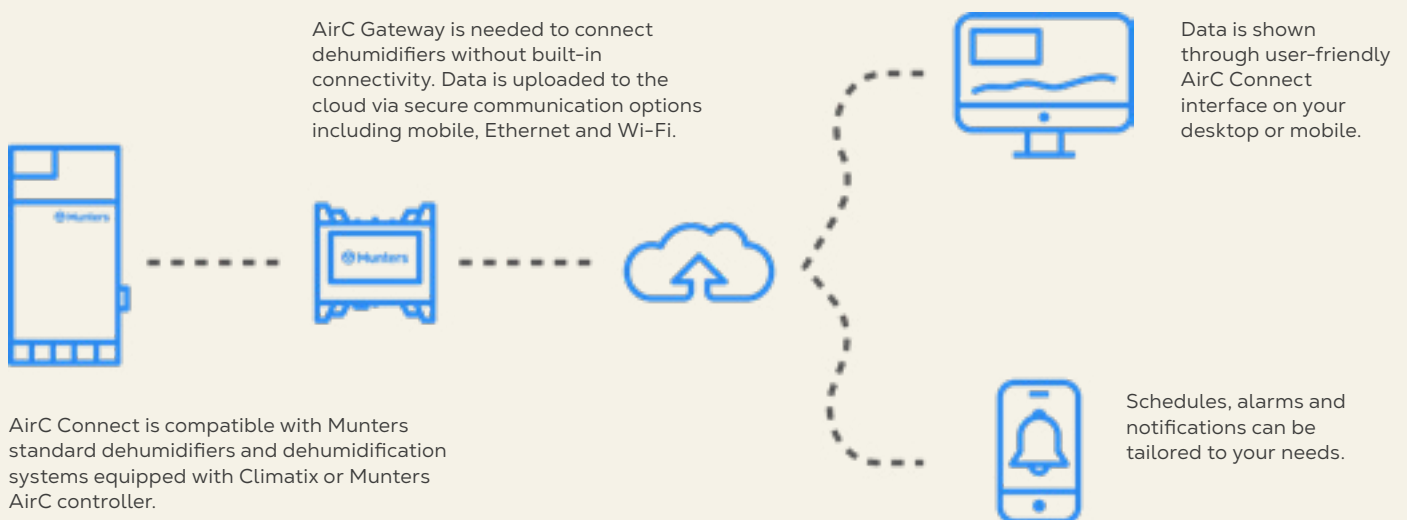 AirC Gateway is needed to connect
dehumidifiers without built-in
connectivity. Data is uploaded to the
cloud via secure communication options
including mobile, Ethernet and Wi-Fi.
Data is shown
through user-friendly
AirC Connect
interface on your
desktop or mobile.
Munters
Munters
AirC Connect is compatible with Munters
standard dehumidifiers and dehumidification
systems equipped with Climatix or Munters
AirC controller.
Schedules, alarms and
notifications can be
tailored to your needs.